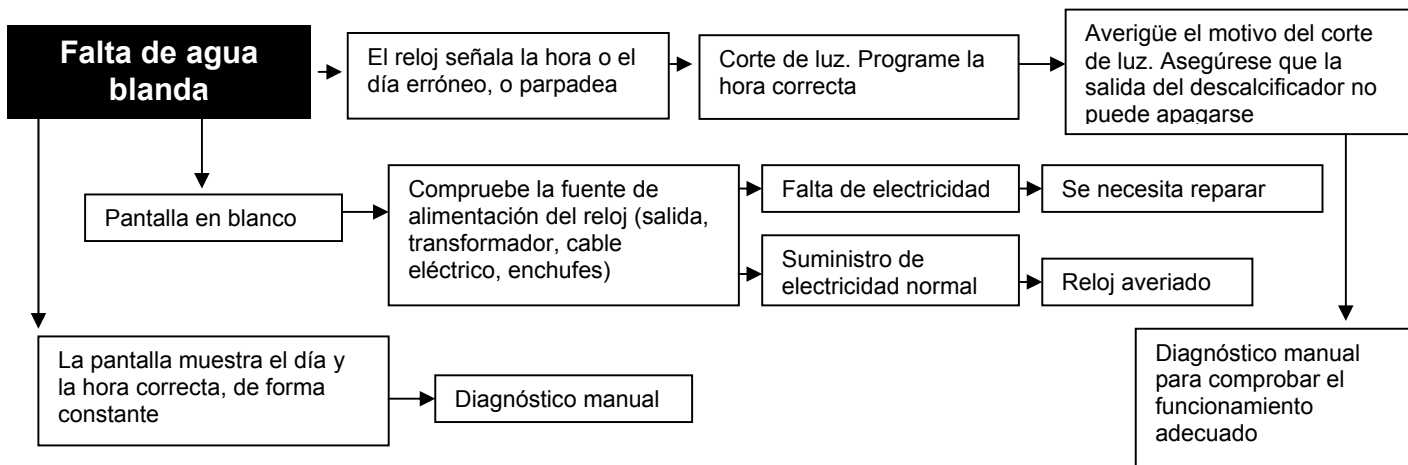 Falta de agua
blanda
El reloj señala la hora o el
día erróneo, o parpadea
Corte de luz. Programe la
hora correcta
Averigüe el motivo del corte
de luz. Asegúrese que la
salida del descalcificador no
puede apagarse
Pantalla en blanco
Compruebe la fuente de
alimentación del reloj (salida,
transformador, cable
eléctrico, enchufes)
Falta de electricidad
Se necesita reparar
Suministro de
electricidad normal
Reloj averiado
La pantalla muestra el día y
la hora correcta, de forma
constante
Diagnóstico manual
Diagnóstico manual
para comprobar el
funcionamiento
adecuado